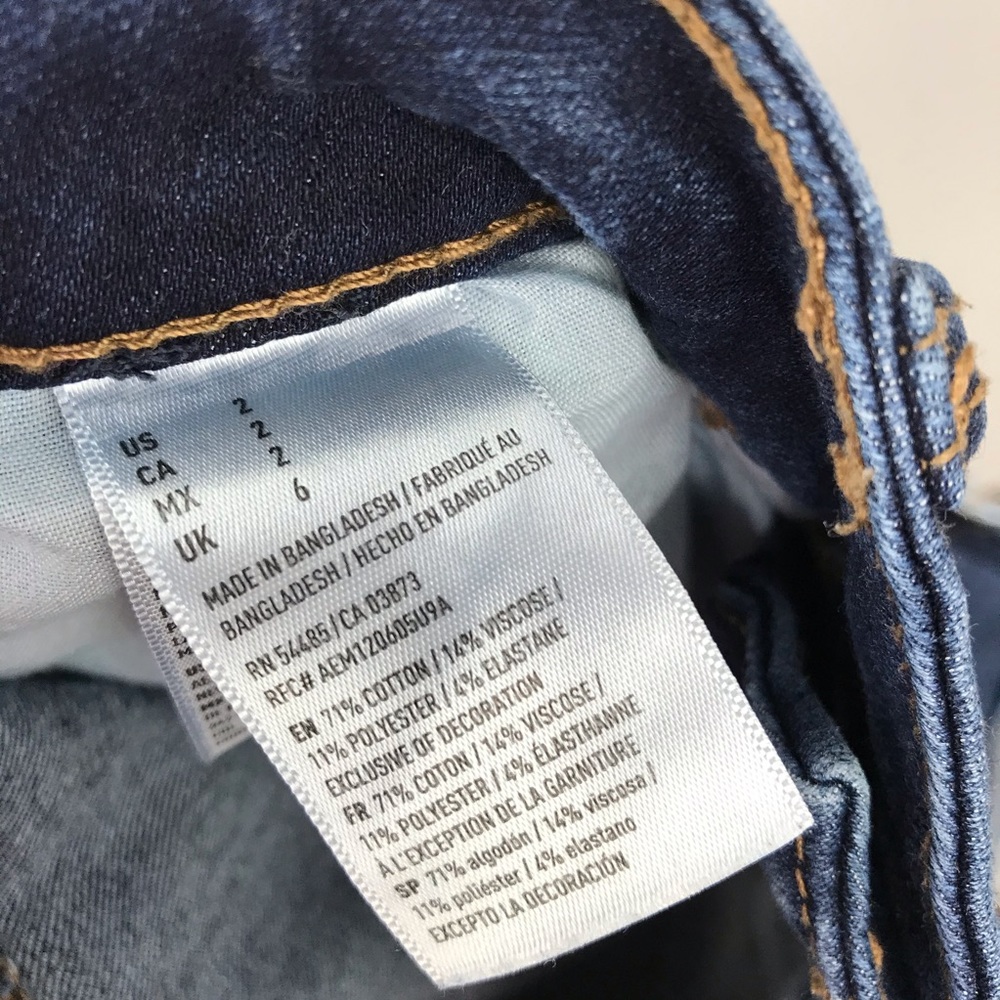 US 2
CA 2
MX 2
UK 6
MADE IN BANGLADESH / FABRIQUÉ AU
BANGLADESH / HECHO EN BANGLADESH
RN 54485 / CA 03873
RFC# AEM120605U9A
EN 71% COTTON / 14% VISCOSE /
11% POLYESTER / 4% ELASTANE
EXCLUSIVE OF DECORATION
FR 71% COTON / 14% VISCOSE /
11% POLYESTER / 4% ÉLASTHANNE
À L'EXCEPTION DE LA GARNITURE
SP 71% algodón / 14% viscosa /
11% poliéster / 4% elastano
EXCEPTO LA DECORACIÓN